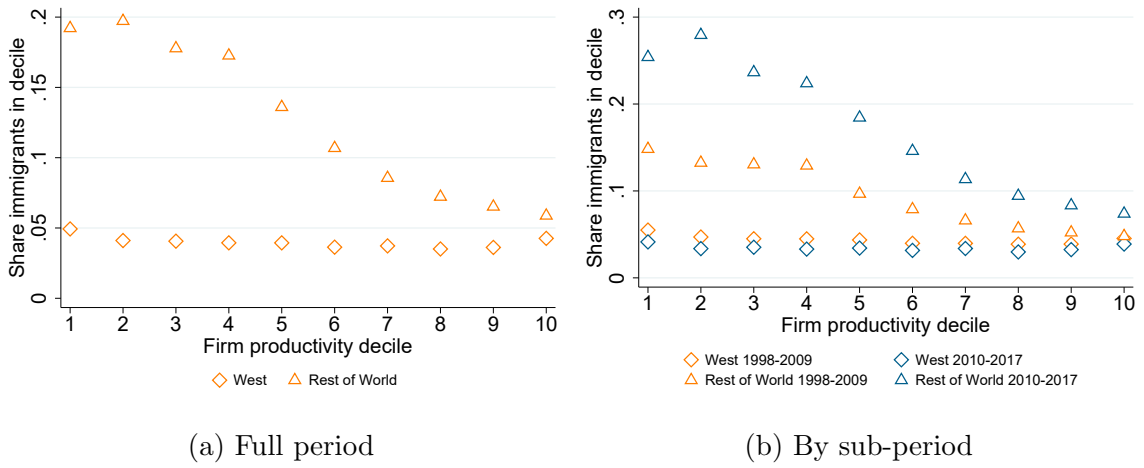 Share immigrants in decile
.2
.15
.1
.05
0
1 2 3 4 5 6 7 8 9 10
Firm productivity decile
West Rest of World
(a) Full period
Share immigrants in decile
.3
.2
.1
0
1 2 3 4 5 6 7 8 9 10
Firm productivity decile
West 1998-2009 West 2010-2017
Rest of World 1998-2009 Rest of World 2010-2017
(b) By sub-period